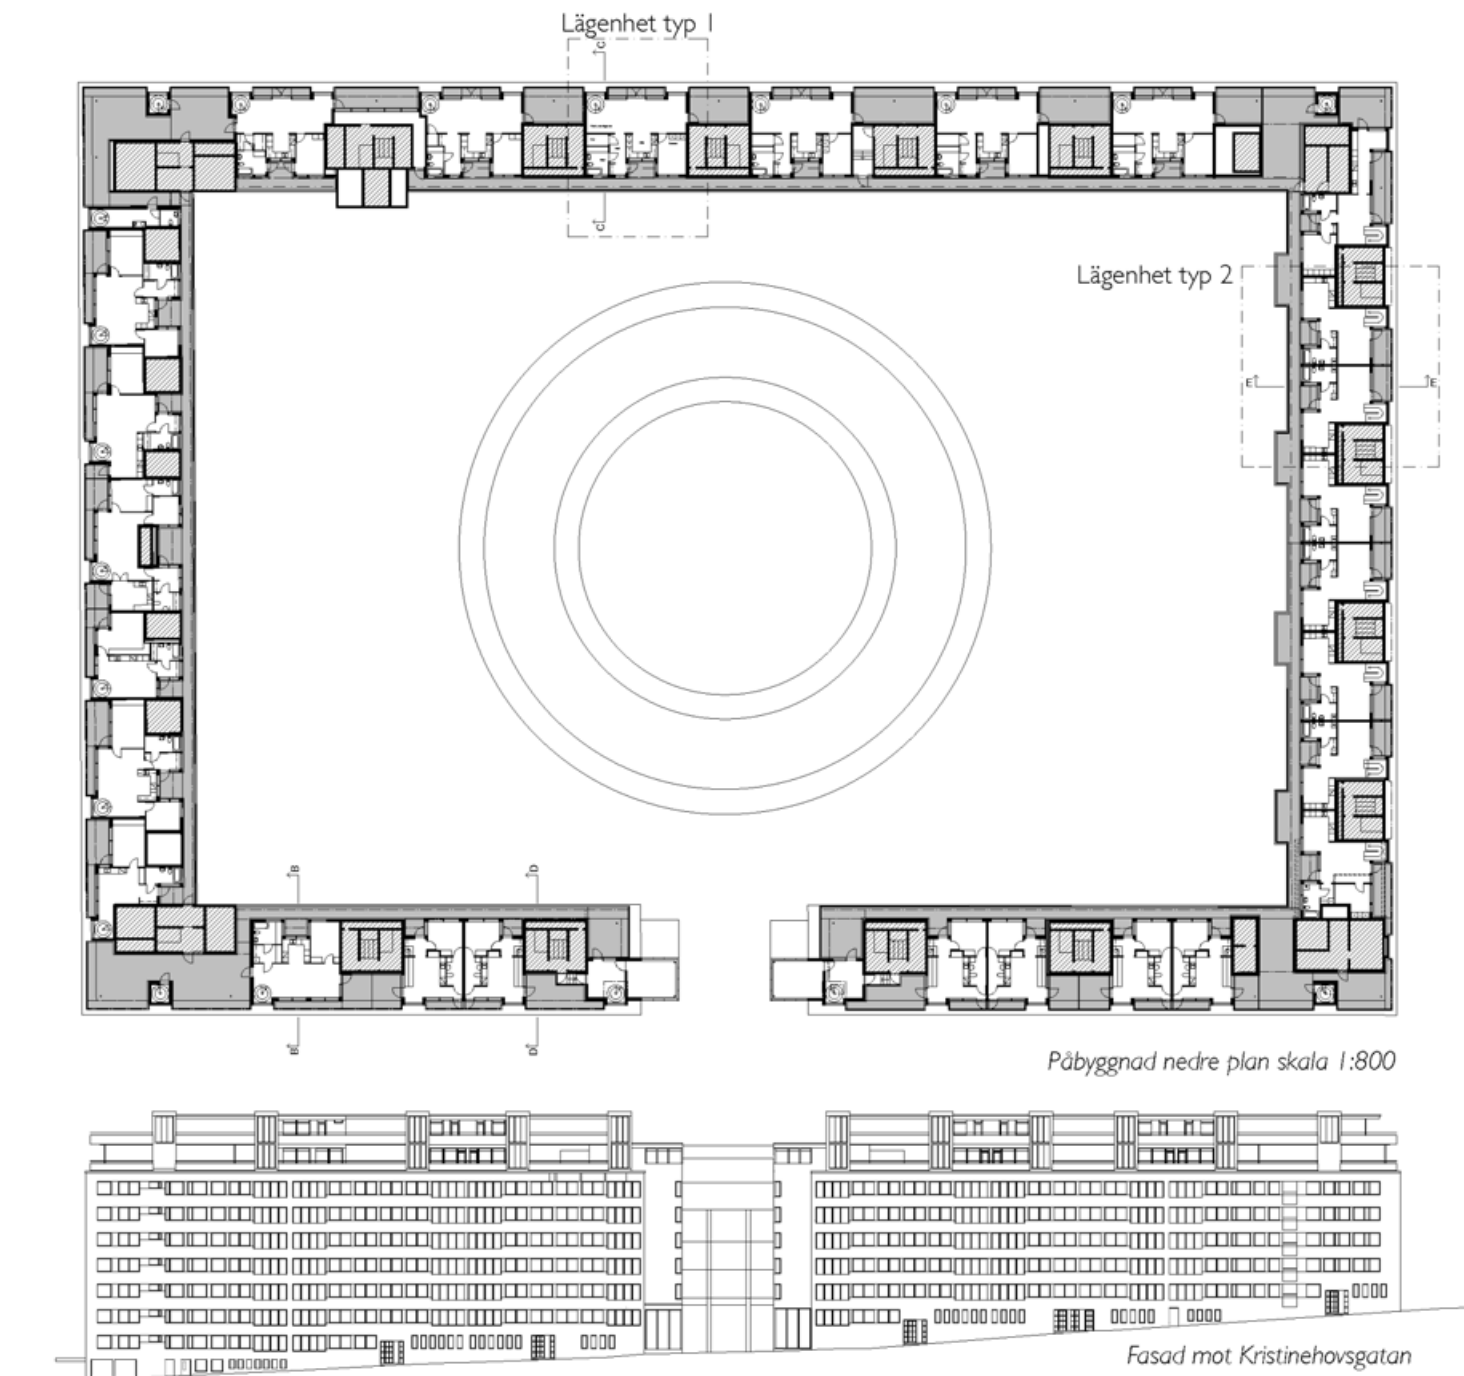 Lägenhet typ 1
C
C
Lägenhet typ 2
E
E
B
D
B
D
Påbyggnad nedre plan skala 1:800
Fasad mot Kristinehovsgatan